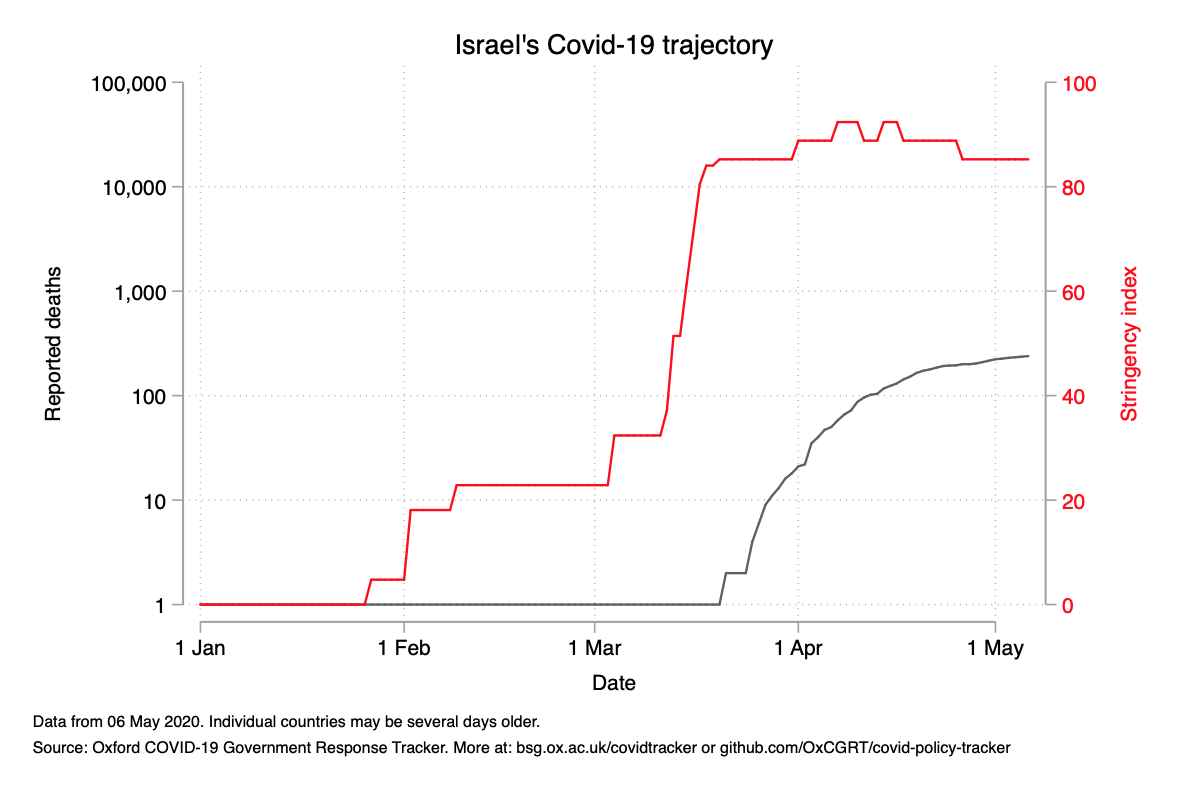 Israel's Covid-19 trajectory
100,000
10,000
1,000
100
10
1
Reported deaths
100
80
60
40
20
0
Stringency index
1 Jan 1 Feb 1 Mar 1 Apr 1 May
Date
Data from 06 May 2020. Individual countries may be several days older.
Source: Oxford COVID-19 Government Response Tracker. More at: bsg.ox.ac.uk/covidtracker or github.com/OxCGRT/covid-policy-tracker